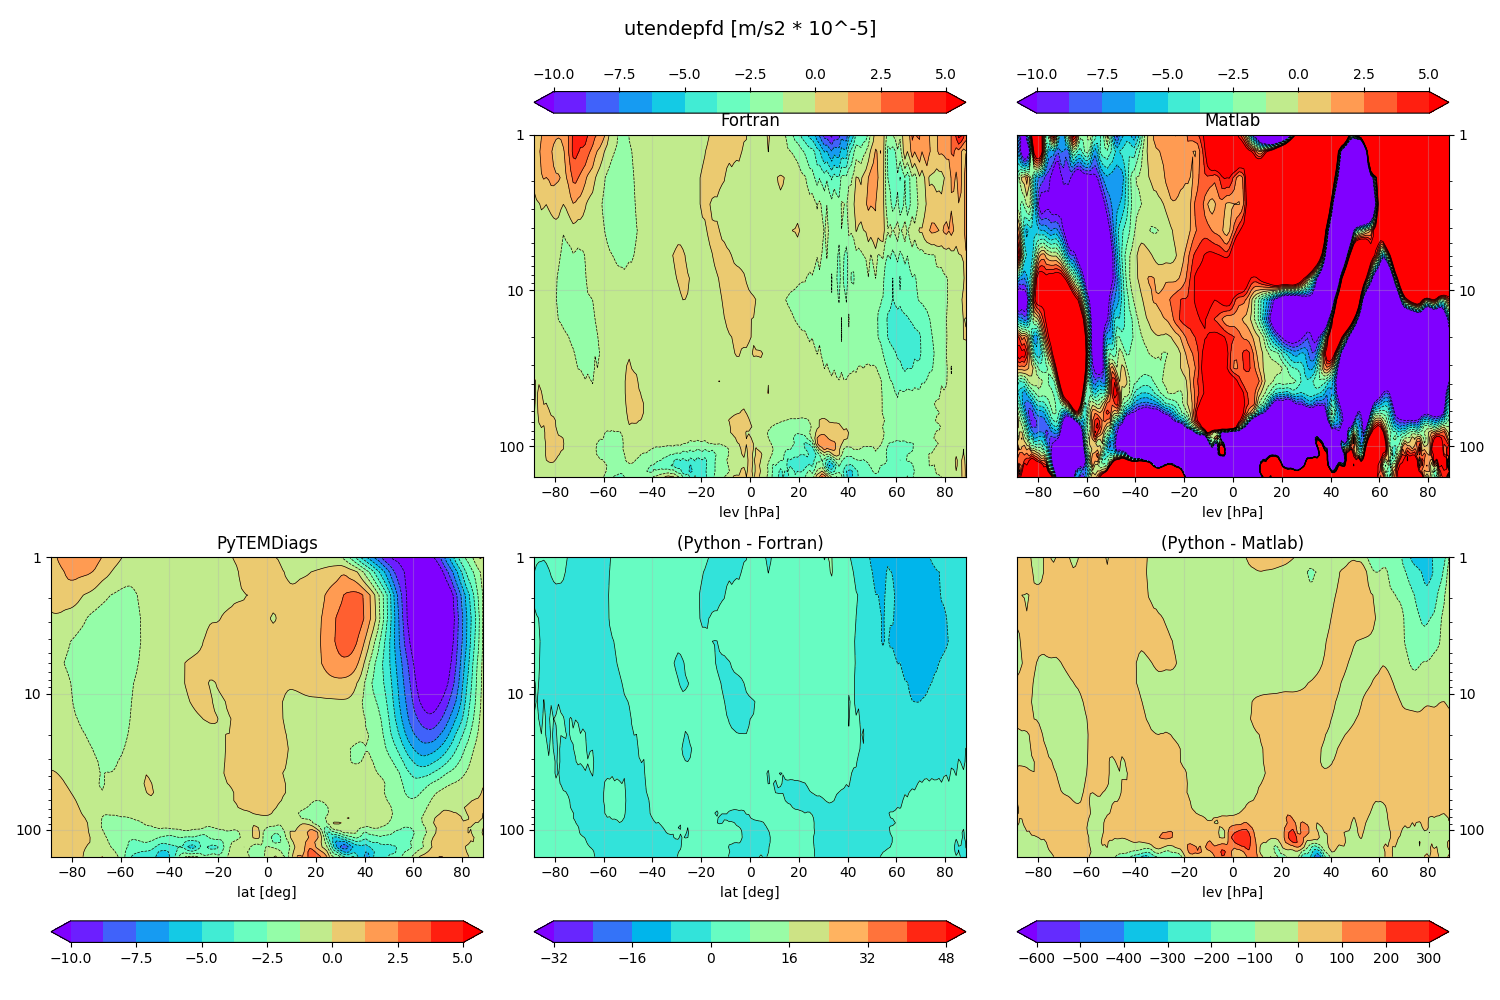 utendepfd [m/s2 * 10^-5]
−10.0 −7.5 −5.0 −2.5 0.0 2.5 5.0
−10.0 −7.5 −5.0 −2.5 0.0 2.5 5.0
Fortran
1
10
100
−80 −60 −40 −20 0 20 40 60 80
lev [hPa]
Matlab
1
10
100
−80 −60 −40 −20 0 20 40 60 80
lev [hPa]
PyTEMDiags
1
10
100
−80 −60 −40 −20 0 20 40 60 80
lat [deg]
−10.0 −7.5 −5.0 −2.5 0.0 2.5 5.0
(Python - Fortran)
1
10
100
−80 −60 −40 −20 0 20 40 60 80
lat [deg]
−32 −16 0 16 32 48
(Python - Matlab)
1
10
100
−80 −60 −40 −20 0 20 40 60 80
lev [hPa]
−600 −500 −400 −300 −200 −100 0 100 200 300